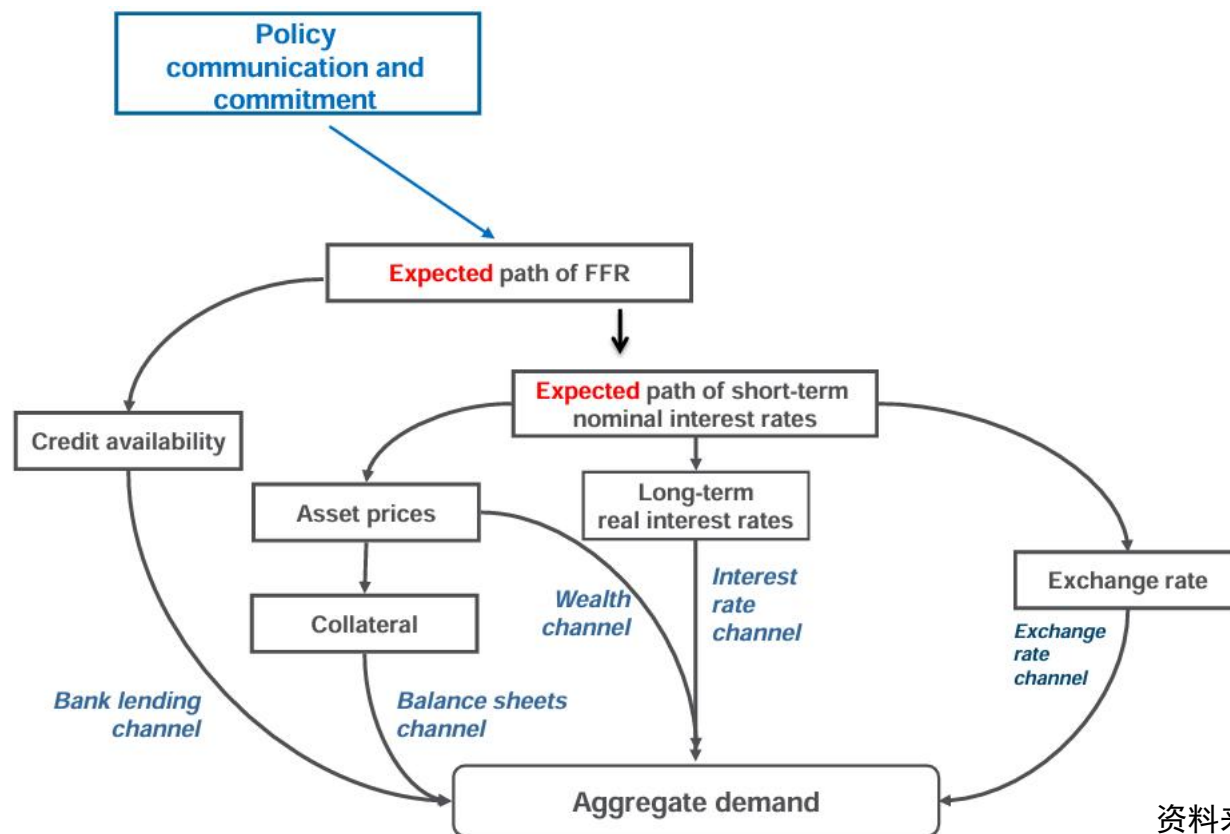 Policy
communication and
commitment
Expected path of FFR
Expected path of short-term
nominal interest rates
Credit availability
Asset prices
Long-term
real interest rates
Exchange rate
Collateral
Wealth
channel
Interest
rate
channel
Exchange
rate
channel
Bank lending
channel
Balance sheets
channel
Aggregate demand
资料来